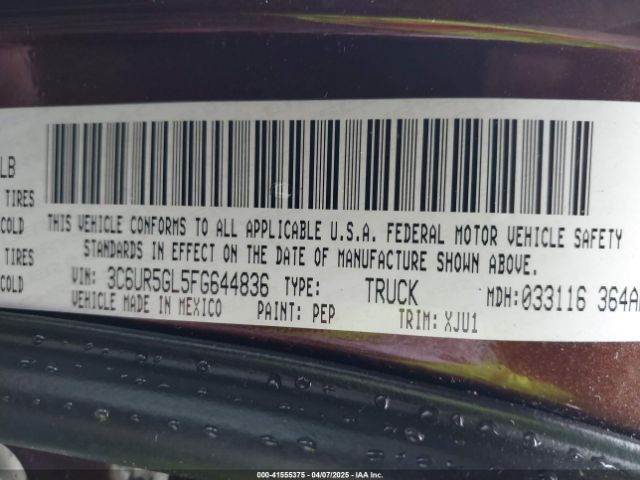 LB
TIRES
COLD
TIRES
COLD
THIS VEHICLE CONFORMS TO ALL APPLICABLE U.S.A. FEDERAL MOTOR VEHICLE SAFETY
STANDARDS IN EFFECT ON THE DATE OF MANUFACTURE SHOWN ABOVE.
VIN: 3C6UR5GL5FG644836 TYPE: TRUCK MDH:033116 364A
VEHICLE MADE IN MEXICO PAINT: PEP TRIM: XJU1
000-41555375 - 04/07/2025 - IAA Inc.